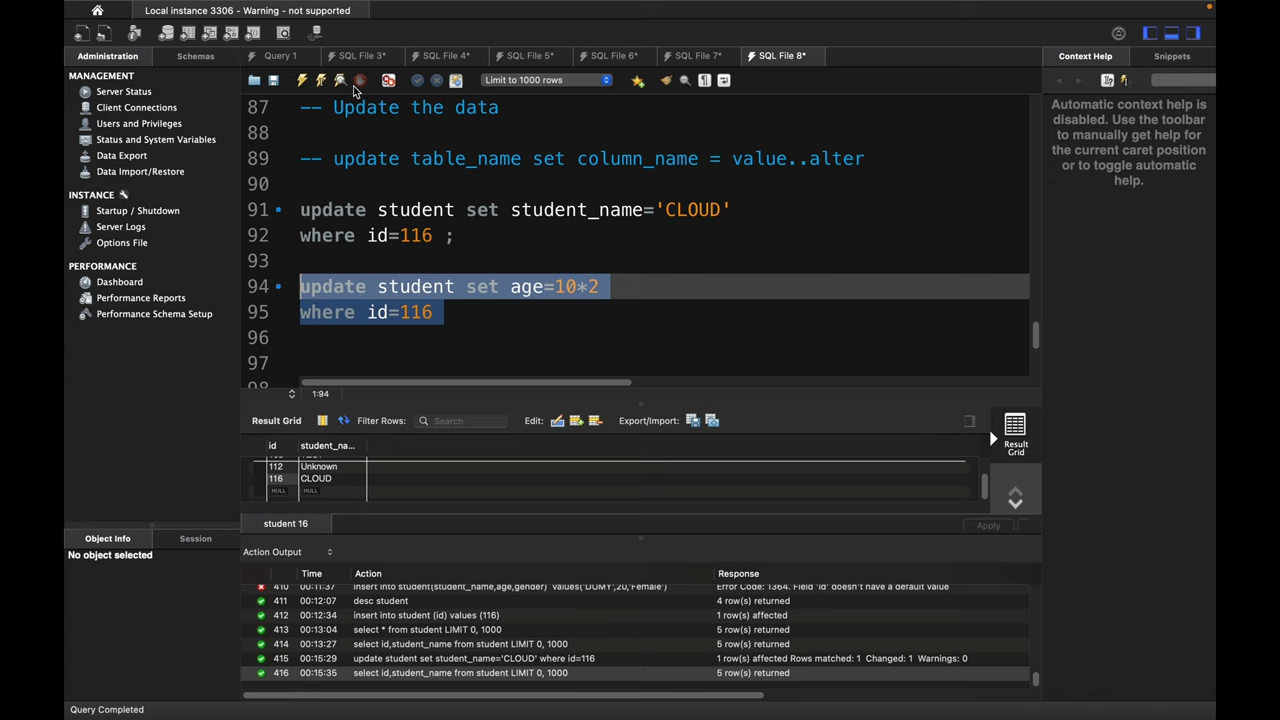 Local instance 3306 - Warning - not supported
Administration
Schemas
Query 1
SQL File 3*
SQL File 4*
SQL File 5*
SQL File 6*
SQL File 7*
SQL File 8*
Context Help
Snippets
MANAGEMENT
Server Status
Client Connections
Users and Privileges
Status and System Variables
Data Export
Data Import/Restore
INSTANCE
Startup / Shutdown
Server Logs
Options File
PERFORMANCE
Dashboard
Performance Reports
Performance Schema Setup
Limit to 1000 rows
87 -- Update the data
88
89 -- update table_name set column_name = value..alter
90
91 update student set student_name='CLOUD'
92 where id=116 ;
93
94 update student set age=10*2
95 where id=116
96
97
98
Automatic context help is
disabled. Use the toolbar
to manually get help for
the current caret position
or to toggle automatic
help.
1:94
Result Grid Filter Rows: Search Edit: Export/Import:
id student_na...
112 Unknown
116 CLOUD
NULL NULL
Result
Grid
student 16
Apply
Object Info
Session
No object selected
Action Output
Time Action Response
410 00:11:37 insert into student(student_name,age,gender) values('DUMY',20,'Female') Error Code: 1364. Field 'id' doesn't have a default value
411 00:12:07 desc student 4 row(s) returned
412 00:12:34 insert into student (id) values (116) 1 row(s) affected
413 00:13:04 select * from student LIMIT 0, 1000 5 row(s) returned
414 00:13:27 select id,student_name from student LIMIT 0, 1000 5 row(s) returned
415 00:15:29 update student set student_name='CLOUD' where id=116 1 row(s) affected Rows matched: 1 Changed: 1 Warnings: 0
416 00:15:35 select id,student_name from student LIMIT 0, 1000 5 row(s) returned
Query Completed